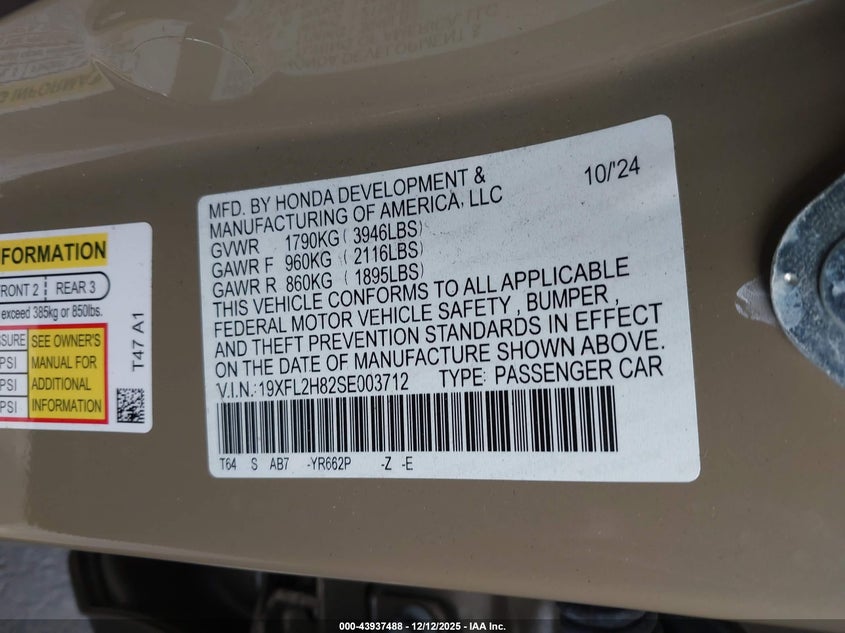 MFD. BY HONDA DEVELOPMENT &
MANUFACTURING OF AMERICA, LLC
10/'24
GVWR 1790KG ( 3946LBS)
GAWR F 960KG ( 2116LBS)
GAWR R 860KG ( 1895LBS)
THIS VEHICLE CONFORMS TO ALL APPLICABLE
FEDERAL MOTOR VEHICLE SAFETY , BUMPER ,
AND THEFT PREVENTION STANDARDS IN EFFECT
ON THE DATE OF MANUFACTURE SHOWN ABOVE.
V.I.N.:19XFL2H82SE003712 TYPE: PASSENGER CAR
T64 S AB7 -YR662P -Z -E
FORMATION
FRONT 2 REAR 3
exceed 385kg or 850lbs.
SSURE
PSI
PSI
PSI
SEE OWNER'S
MANUAL FOR
ADDITIONAL
INFORMATION
T47 A1
000-43937488 - 12/12/2025 - IAA Inc.